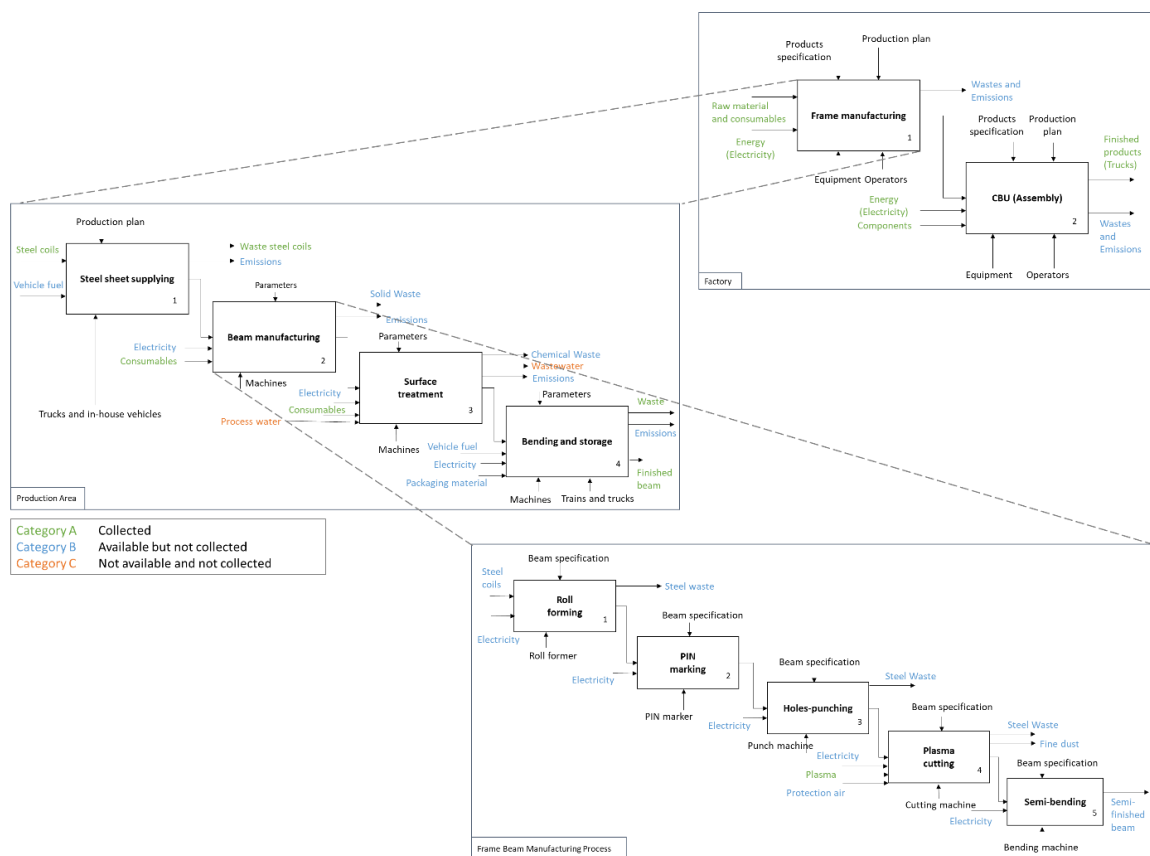 Products
specification
Production plan
Raw material
and consumables
Energy
(Electricity)
Frame manufacturing
1
Wastes and
Emissions
Equipment Operators
Products
specification
Production
plan
Energy
(Electricity)
Components
CBU (Assembly)
2
Finished
products
(Trucks)
Wastes
and
Emissions
Equipment
Operators
Factory
Production plan
Steel coils
Vehicle fuel
Steel sheet supplying
1
Trucks and in-house vehicles
Waste steel coils
Emissions
Parameters
Electricity
Consumables
Beam manufacturing
2
Machines
Solid Waste
Emissions
Parameters
Electricity
Consumables
Process water
Surface
treatment
3
Machines
Chemical Waste
Wastewater
Emissions
Parameters
Vehicle fuel
Electricity
Packaging material
Bending and storage
4
Machines
Trains and trucks
Waste
Emissions
Finished
beam
Production Area
Category A Collected
Category B Available but not collected
Category C Not available and not collected
Beam specification
Steel
coils
Electricity
Roll
forming
1
Roll former
Steel waste
Beam specification
Electricity
PIN
marking
2
PIN marker
Beam specification
Electricity
Holes-punching
3
Punch machine
Steel Waste
Beam specification
Electricity
Plasma
Protection air
Plasma
cutting
4
Cutting machine
Steel Waste
Fine dust
Beam specification
Electricity
Semi-bending
5
Bending machine
Semi-
finished
beam
Frame Beam Manufacturing Process